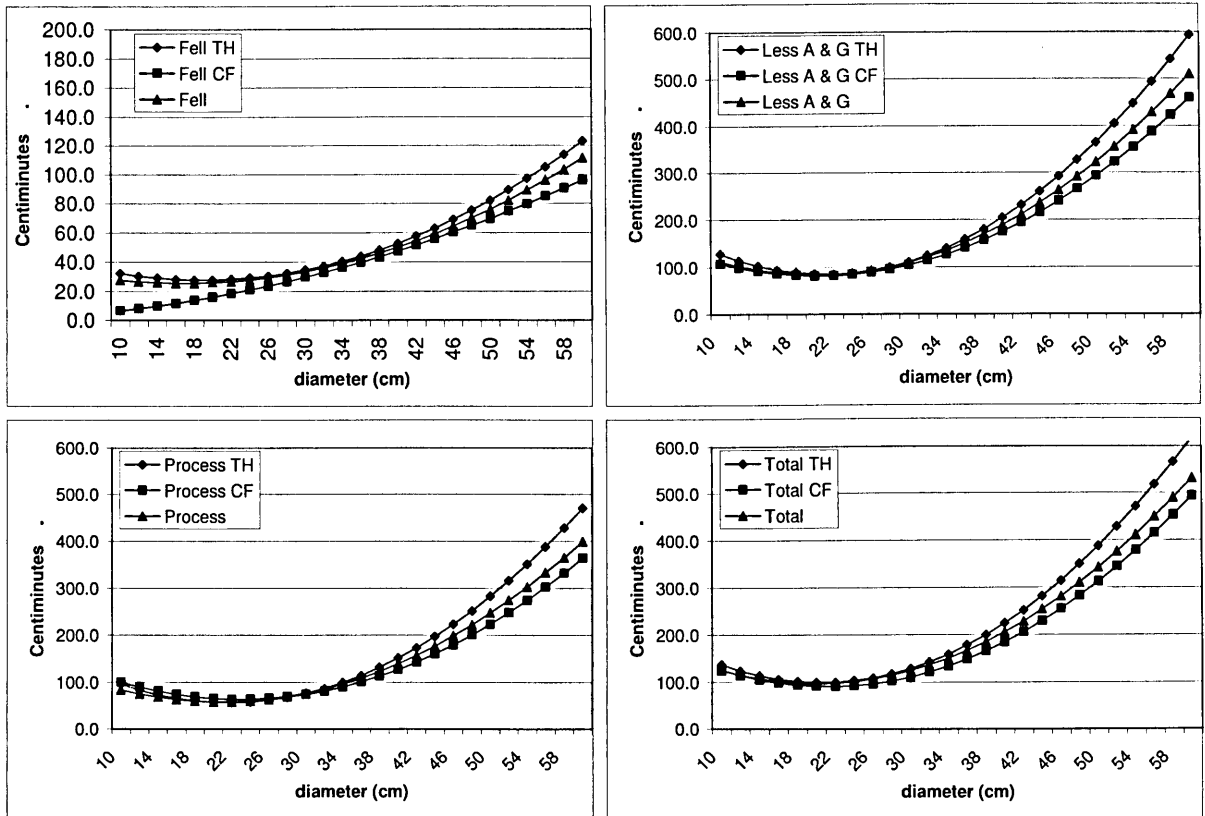 200.0
180.0
160.0
140.0
120.0
100.0
80.0
60.0
40.0
20.0
0.0
Centiminutes
Fell TH
Fell CF
Fell
10 14 18 22 26 30 34 38 42 46 50 54 58
diameter (cm)
600.0
500.0
400.0
300.0
200.0
100.0
0.0
Centiminutes
Less A & G TH
Less A & G CF
Less A & G
10 14 18 22 26 30 34 38 42 46 50 54 58
diameter (cm)
600.0
500.0
400.0
300.0
200.0
100.0
0.0
Centiminutes
Process TH
Process CF
Process
10 14 18 22 26 30 34 38 42 46 50 54 58
diameter (cm)
600.0
500.0
400.0
300.0
200.0
100.0
0.0
Centiminutes
Total TH
Total CF
Total
10 14 18 22 26 30 34 38 42 46 50 54 58
diameter (cm)